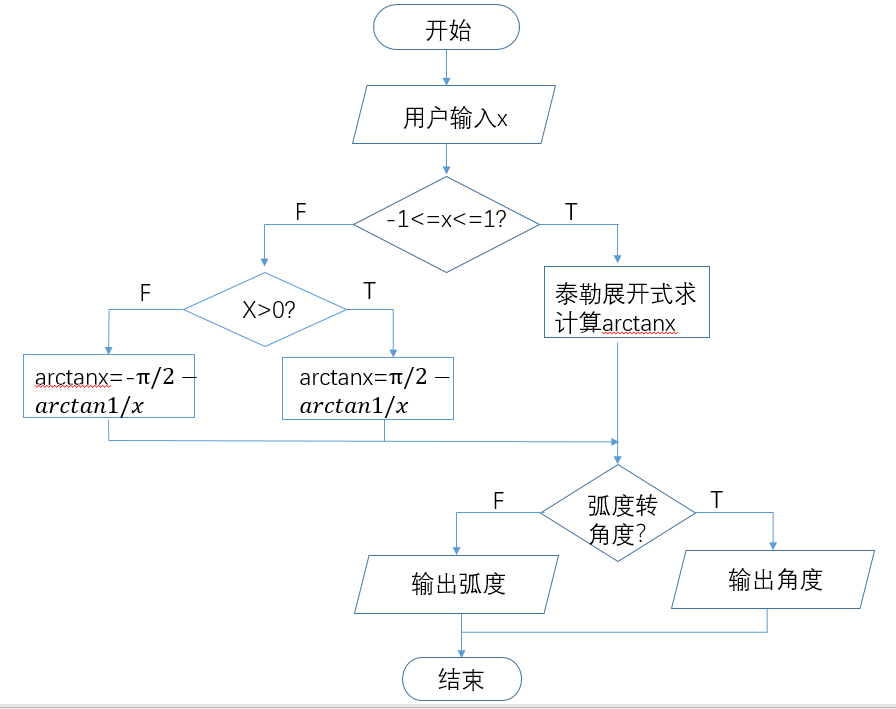 开始
用户输入x
-1<=x<=1?
F
T
X>0?
F
T
泰勒展开式求
计算arctanx
arctanx=-π/2 −
arctan1/x
arctanx=π/2 −
arctan1/x
弧度转
角度?
F
T
输出弧度
输出角度
结束